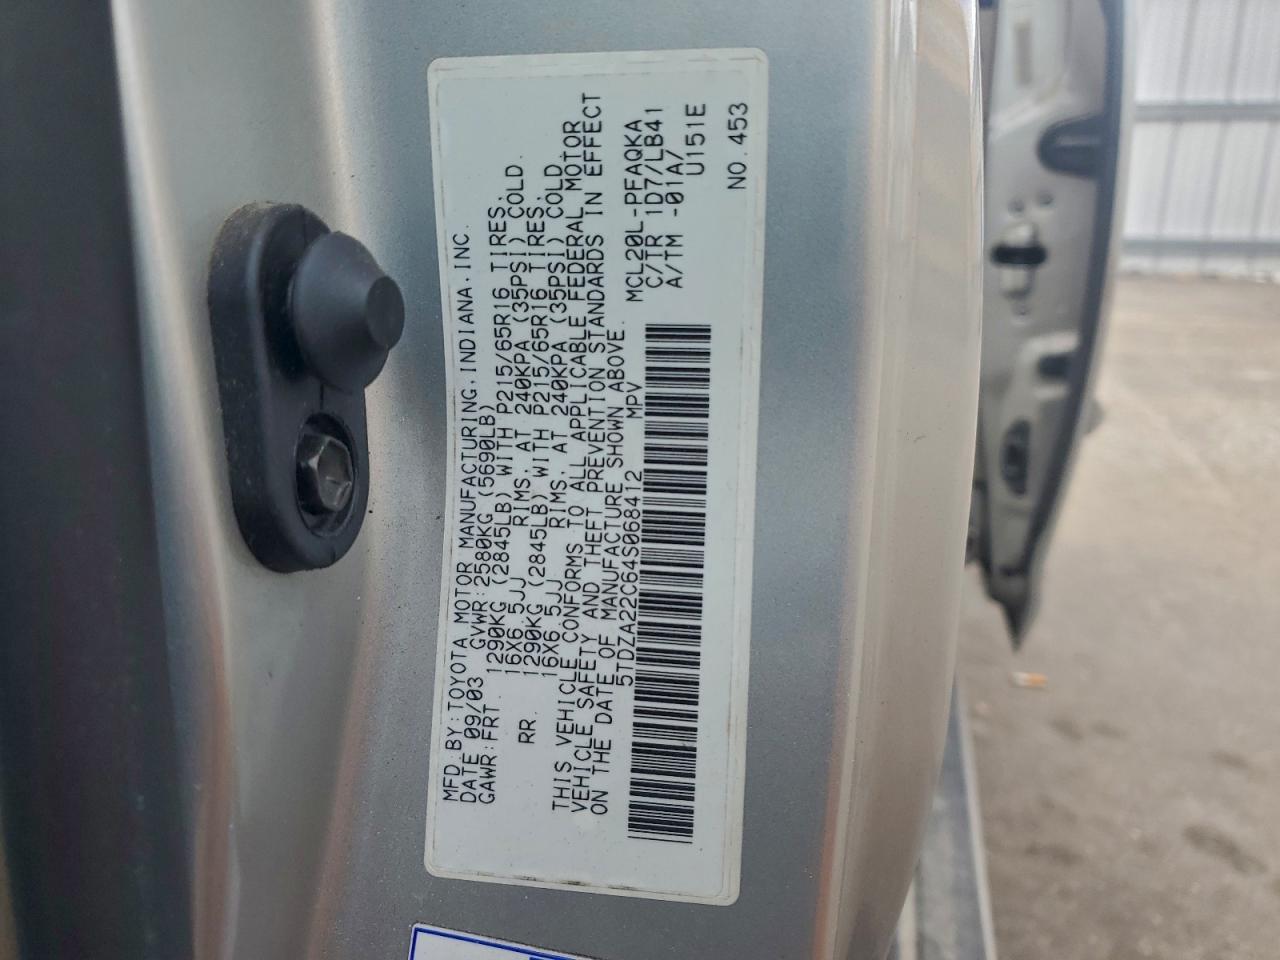 MFD.BY:TOYOTA MOTOR MANUFACTURING,INDIANA,INC.
DATE 09/03 GVWR:2580KG(5690LB)
GAWR:FRT. 1290KG (2845LB) WITH P215/65R16 TIRES,
16X6.5JJ RIMS,AT 240KPA (35PSI) COLD.
RR. 1290KG (2845LB) WITH P215/65R16 TIRES,
16X6.5JJ RIMS,AT 240KPA (35PSI) COLD.
THIS VEHICLE CONFORMS TO ALL APPLICABLE FEDERAL MOTOR
VEHICLE SAFETY AND THEFT PREVENTION STANDARDS IN EFFECT
ON THE DATE OF MANUFACTURE SHOWN ABOVE.
5TDZA22C64S068412 MPV
MCL20L-PFAQKA
C/TR 1D7/LB41
A/TM -01A/
U151E
NO.453